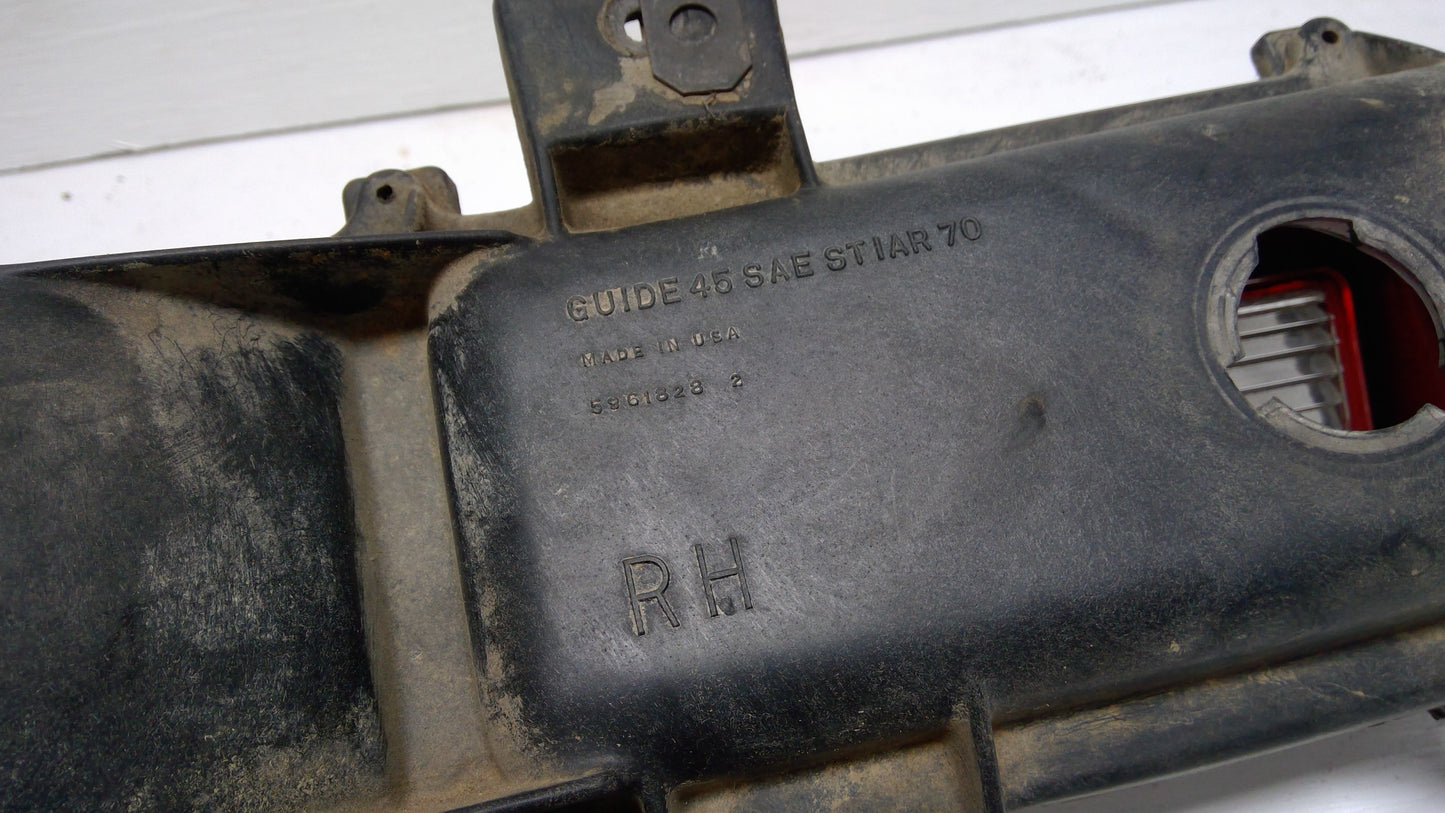 GUIDE 45 SAE STIAR 70
MADE IN USA
5961828 2
RH